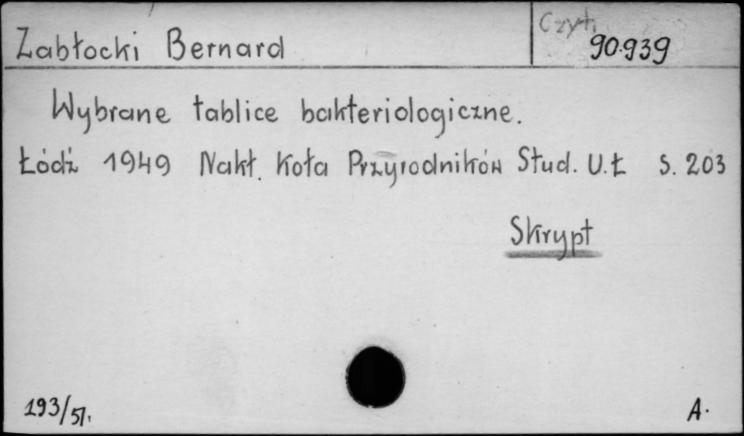 Czyt.
Zabłocki Bernard 90.939
Wybrane tablice bakteriologiczne.
Łódź 1949 Nakł. Koła Przyrodników Stud. U.Ł s. 203
Skrypt
193/51. A.